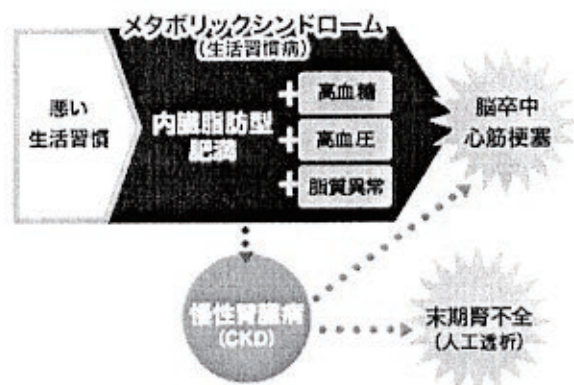 メタボリックシンドローム
(生活習慣病)
悪い
生活習慣
内臓脂肪型
肥満
+
高血糖
+
高血圧
+
脂質異常
脳卒中
心筋梗塞
慢性腎臓病
(CKD)
末期腎不全
(人工透析)